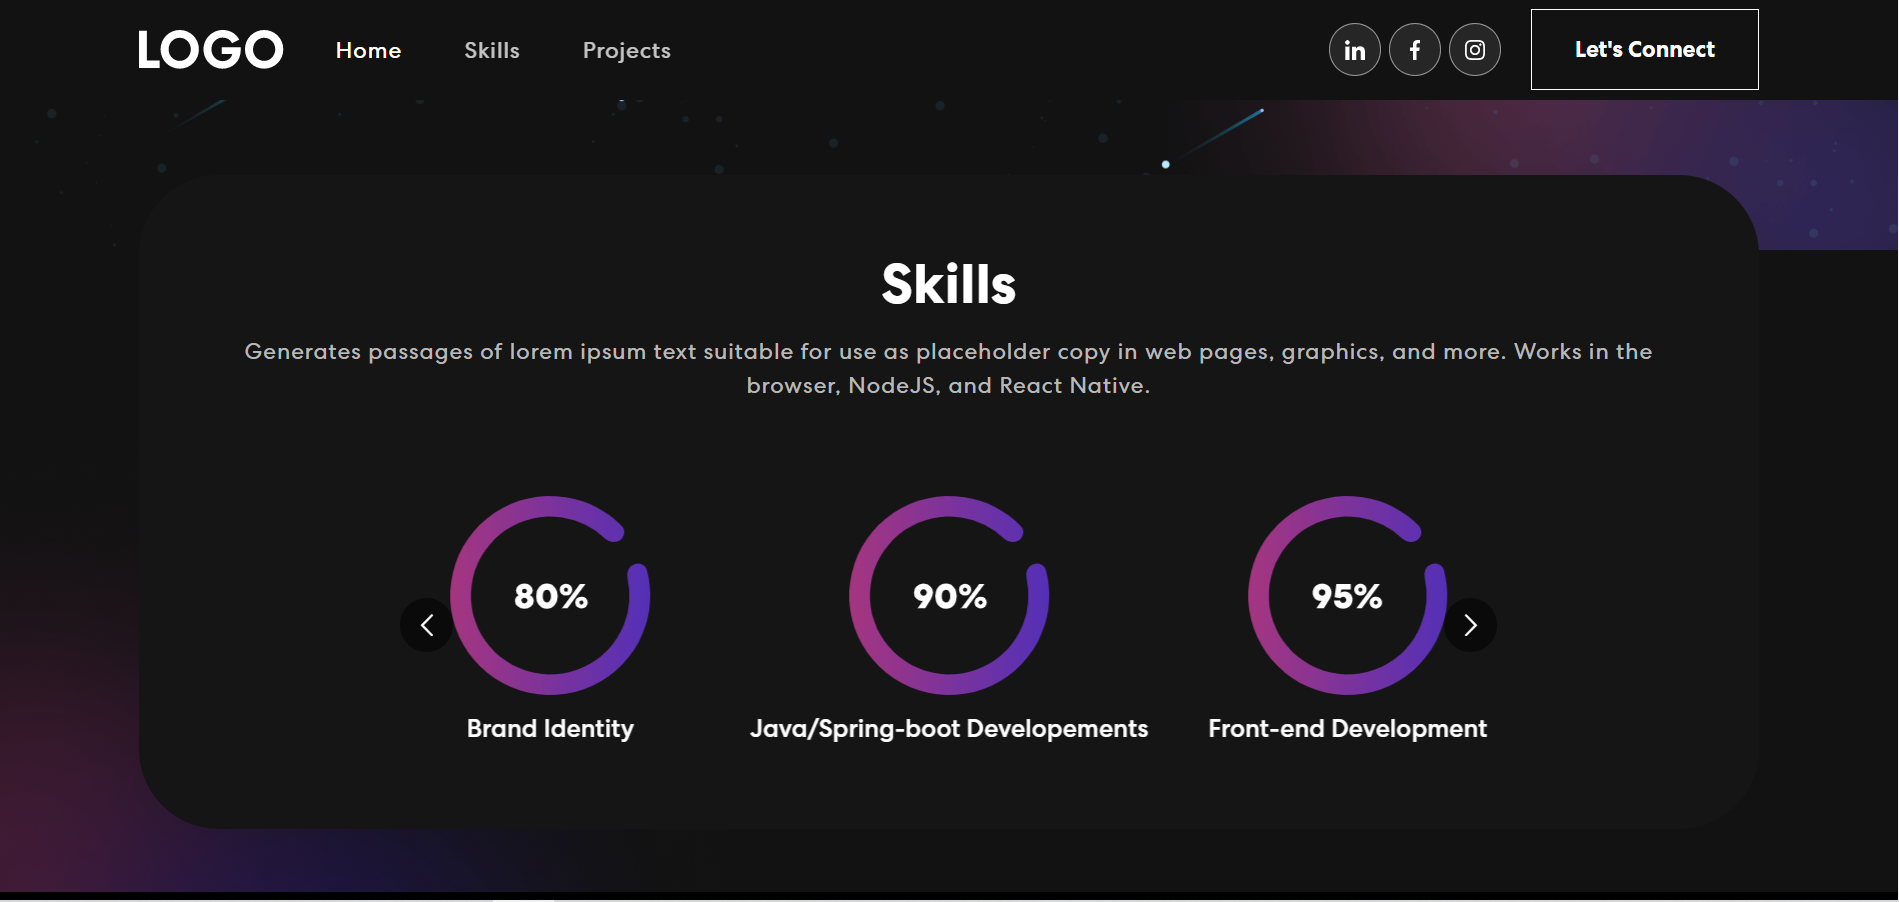 LOGO Home Skills Projects in f Let's Connect
Skills
Generates passages of lorem ipsum text suitable for use as placeholder copy in web pages, graphics, and more. Works in the
browser, NodeJS, and React Native.
80% 90% 95%
Brand Identity Java/Spring-boot Developements Front-end Development